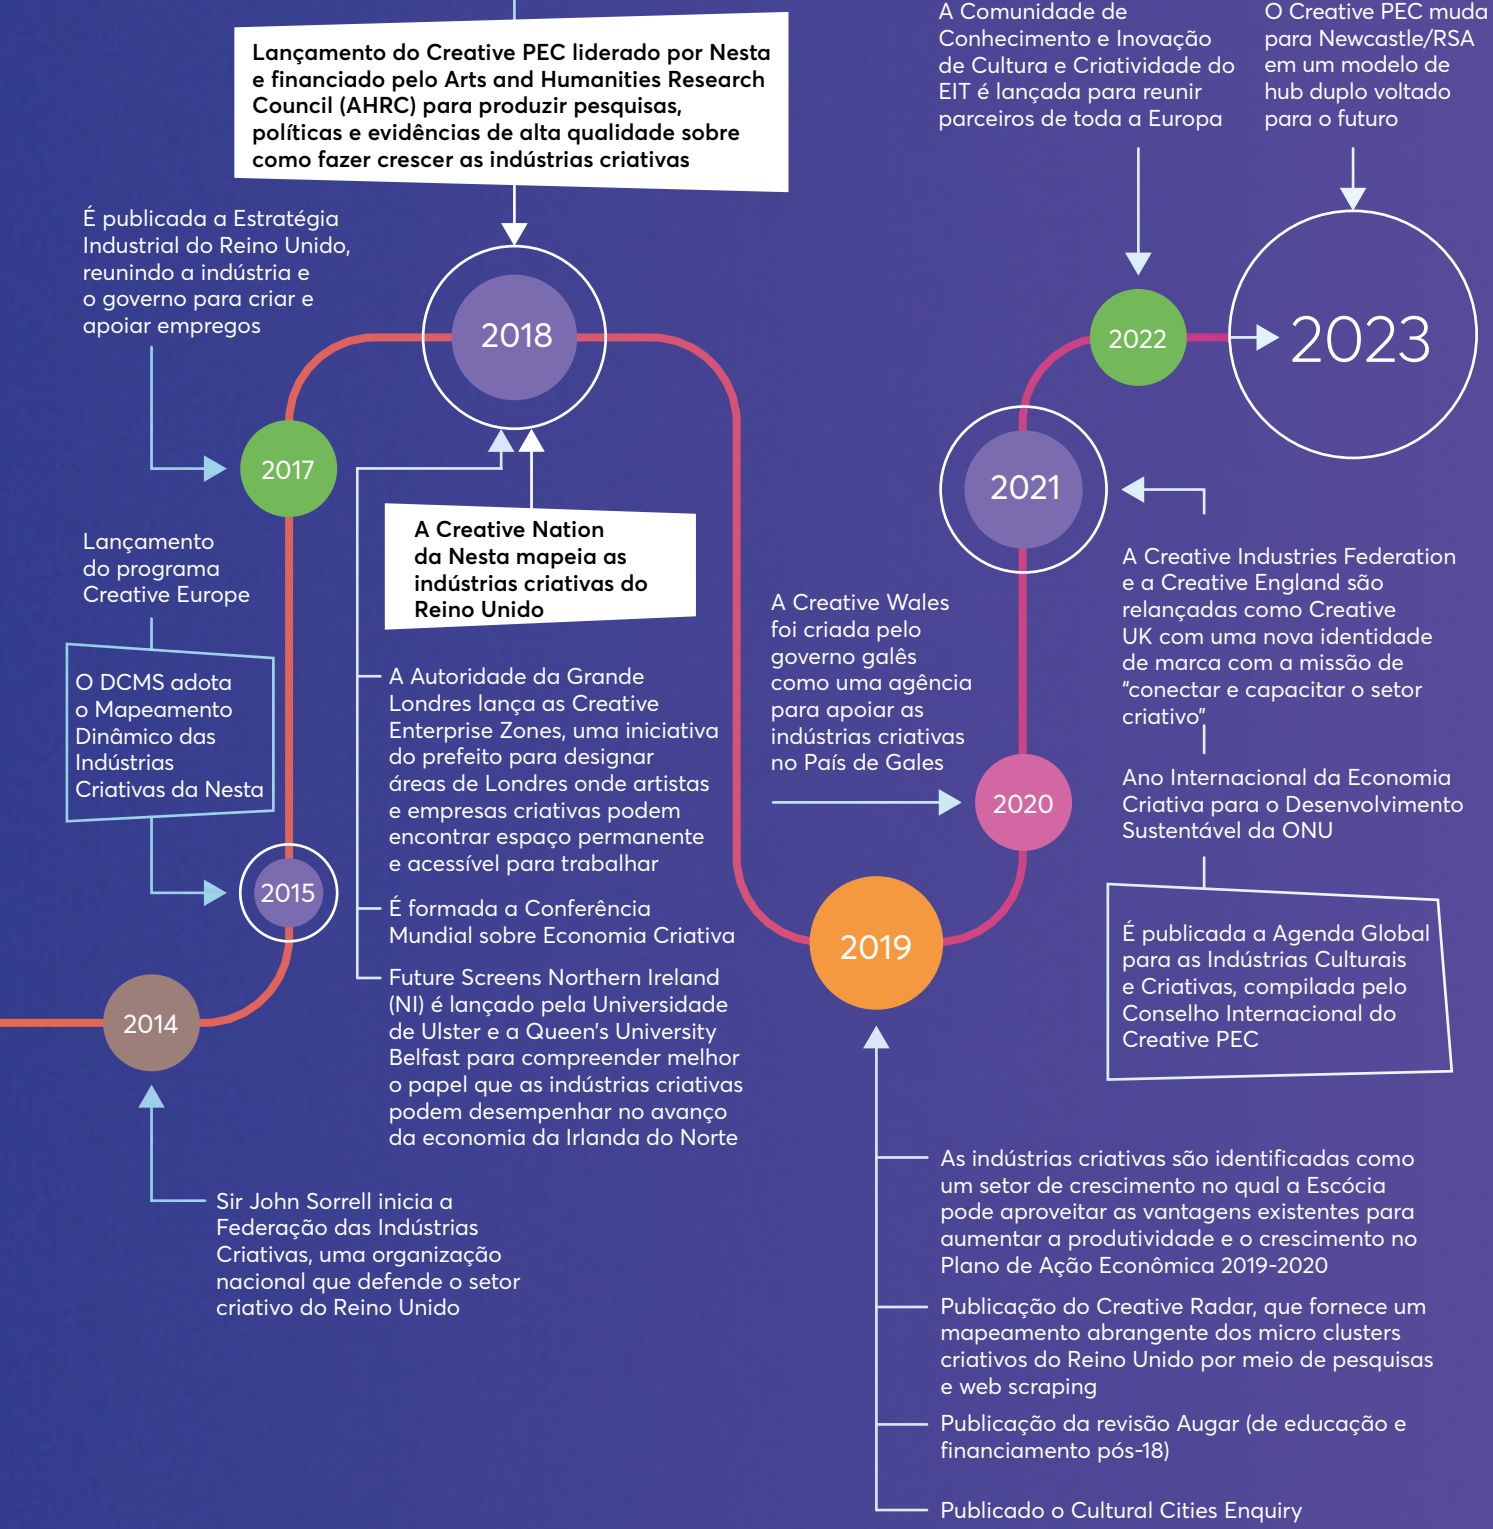 Lançamento do Creative PEC liderado por Nesta
e financiado pelo Arts and Humanities Research
Council (AHRC) para produzir pesquisas,
políticas e evidências de alta qualidade sobre
como fazer crescer as indústrias criativas
A Comunidade de
Conhecimento e Inovação
de Cultura e Criatividade do
EIT é lançada para reunir
parceiros de toda a Europa
O Creative PEC muda
para Newcastle/RSA
em um modelo de
hub duplo voltado
para o futuro
É publicada a Estratégia
Industrial do Reino Unido,
reunindo a indústria e
o governo para criar e
apoiar empregos
2018
2022
2023
2017
2021
Lançamento
do programa
Creative Europe
A Creative Nation
da Nesta mapeia as
indústrias criativas do
Reino Unido
A Creative Industries Federation
e a Creative England são
relançadas como Creative
UK com uma nova identidade
de marca com a missão de
“conectar e capacitar o setor
criativo”
A Creative Wales
foi criada pelo
governo galês
como uma agência
para apoiar as
indústrias criativas
no País de Gales
O DCMS adota
o Mapeamento
Dinâmico das
Indústrias
Criativas da Nesta
A Autoridade da Grande
Londres lança as Creative
Enterprise Zones, uma iniciativa
do prefeito para designar
áreas de Londres onde artistas
e empresas criativas podem
encontrar espaço permanente
e acessível para trabalhar
2020
Ano Internacional da Economia
Criativa para o Desenvolvimento
Sustentável da ONU
2015
É formada a Conferência
Mundial sobre Economia Criativa
2019
É publicada a Agenda Global
para as Indústrias Culturais
e Criativas, compilada pelo
Conselho Internacional do
Creative PEC
2014
Future Screens Northern Ireland
(NI) é lançado pela Universidade
de Ulster e a Queen’s University
Belfast para compreender melhor
o papel que as indústrias criativas
podem desempenhar no avanço
da economia da Irlanda do Norte
Sir John Sorrell inicia a
Federação das Indústrias
Criativas, uma organização
nacional que defende o setor
criativo do Reino Unido
As indústrias criativas são identificadas como
um setor de crescimento no qual a Escócia
pode aproveitar as vantagens existentes para
aumentar a produtividade e o crescimento no
Plano de Ação Econômica 2019-2020
Publicação do Creative Radar, que fornece um
mapeamento abrangente dos micro clusters
criativos do Reino Unido por meio de pesquisas
e web scraping
Publicação da revisão Augar (de educação e
financiamento pós-18)
Publicado o Cultural Cities Enquiry